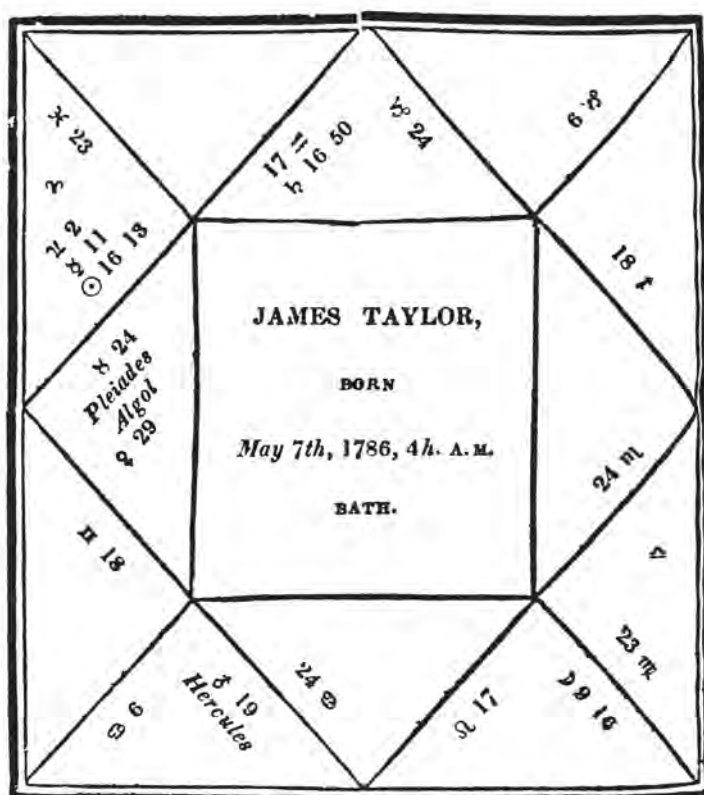 ♓ 23
♈
♃ 2
☿ 11
☉ 16 13
17 ♒
♄ 16 50
♑ 24
6 ♑
18 ♐
♉ 24
Pleiades
Algol
♀ 29
JAMES TAYLOR,
BORN
May 7th, 1786, 4h. A.M.
BATH.
24 ♏
♎
23 ♍
♊ 18
♋ 6
♂ 19
Hercules
24 ♋
♌ 17
☽ 9 16